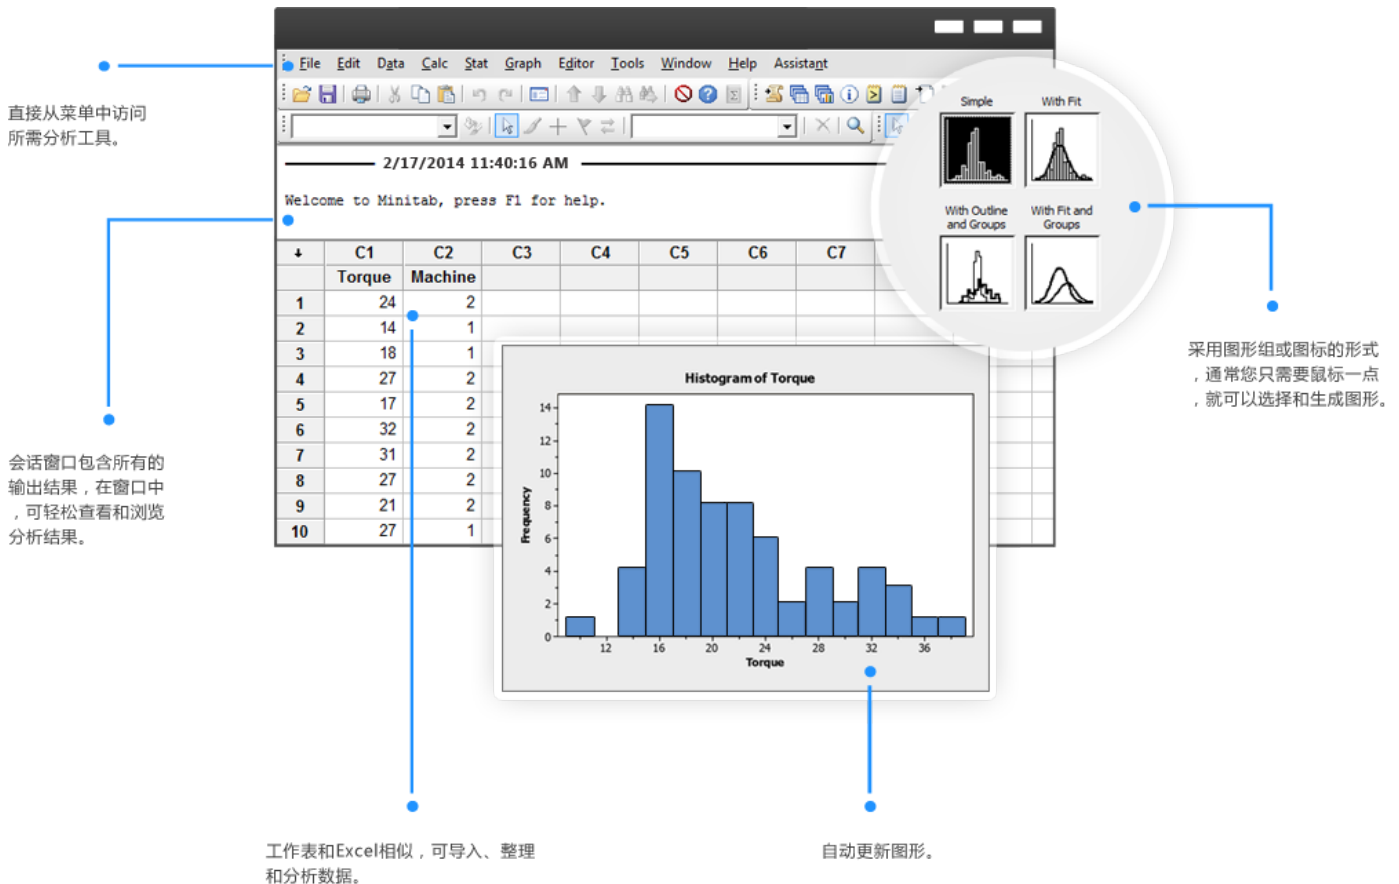 File Edit Data Calc Stat Graph Editor Tools Window Help Assistant
直接从菜单中访问
所需分析工具。
2/17/2014 11:40:16 AM
Welcome to Minitab, press F1 for help.
C1 C2 C3 C4 C5 C6 C7
Torque Machine
1 24 2
2 14 1
3 18 1
4 27 2
5 17 2
6 32 2
7 31 2
8 27 2
9 21 2
10 27 1
Simple With Fit
With Outline and Groups
With Fit and Groups
采用图形组或图标的形式
，通常您只需要鼠标一点
，就可以选择和生成图形。
会话窗口包含所有的
输出结果，在窗口中
，可轻松查看和浏览
分析结果。
Histogram of Torque
Frequency
14
12
10
8
6
4
2
0
12 16 20 24 28 32 36
Torque
工作表和Excel相似，可导入、整理
和分析数据。
自动更新图形。